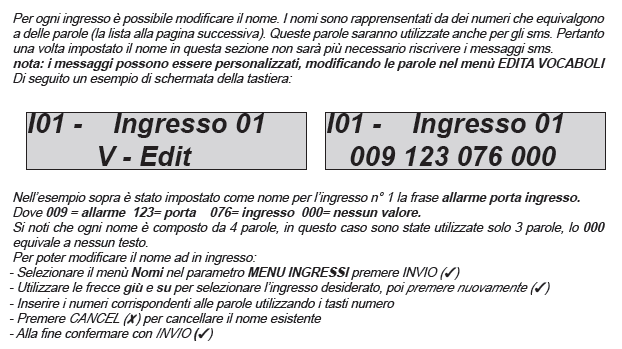 Per ogni ingresso è possibile modificare il nome. I nomi sono rapprensentati da dei numeri che equivalgono
a delle parole (la lista alla pagina successiva). Queste parole saranno utilizzate anche per gli sms. Pertanto
una volta impostato il nome in questa sezione non sarà più necessario riscrivere i messaggi sms.
nota: i messaggi possono essere personalizzati, modificando le parole nel menù EDITA VOCABOLI
Di seguito un esempio di schermata della tastiera:
I01 - Ingresso 01
V - Edit
I01 - Ingresso 01
009 123 076 000
Nell'esempio sopra è stato impostato come nome per l'ingresso n° 1 la frase allarme porta ingresso.
Dove 009 = allarme 123= porta 076= ingresso 000= nessun valore.
Si noti che ogni nome è composto da 4 parole, in questo caso sono state utilizzate solo 3 parole, lo 000
equivale a nessun testo.
Per poter modificare il nome ad in ingresso:
- Selezionare il menù Nomi nel parametro MENU INGRESSI premere INVIO (✓)
- Utilizzare le frecce giù e su per selezionare l'ingresso desiderato, poi premere nuovamente (✓)
- Inserire i numeri corrispondenti alle parole utilizzando i tasti numero
- Premere CANCEL (✗) per cancellare il nome esistente
- Alla fine confermare con INVIO (✓)